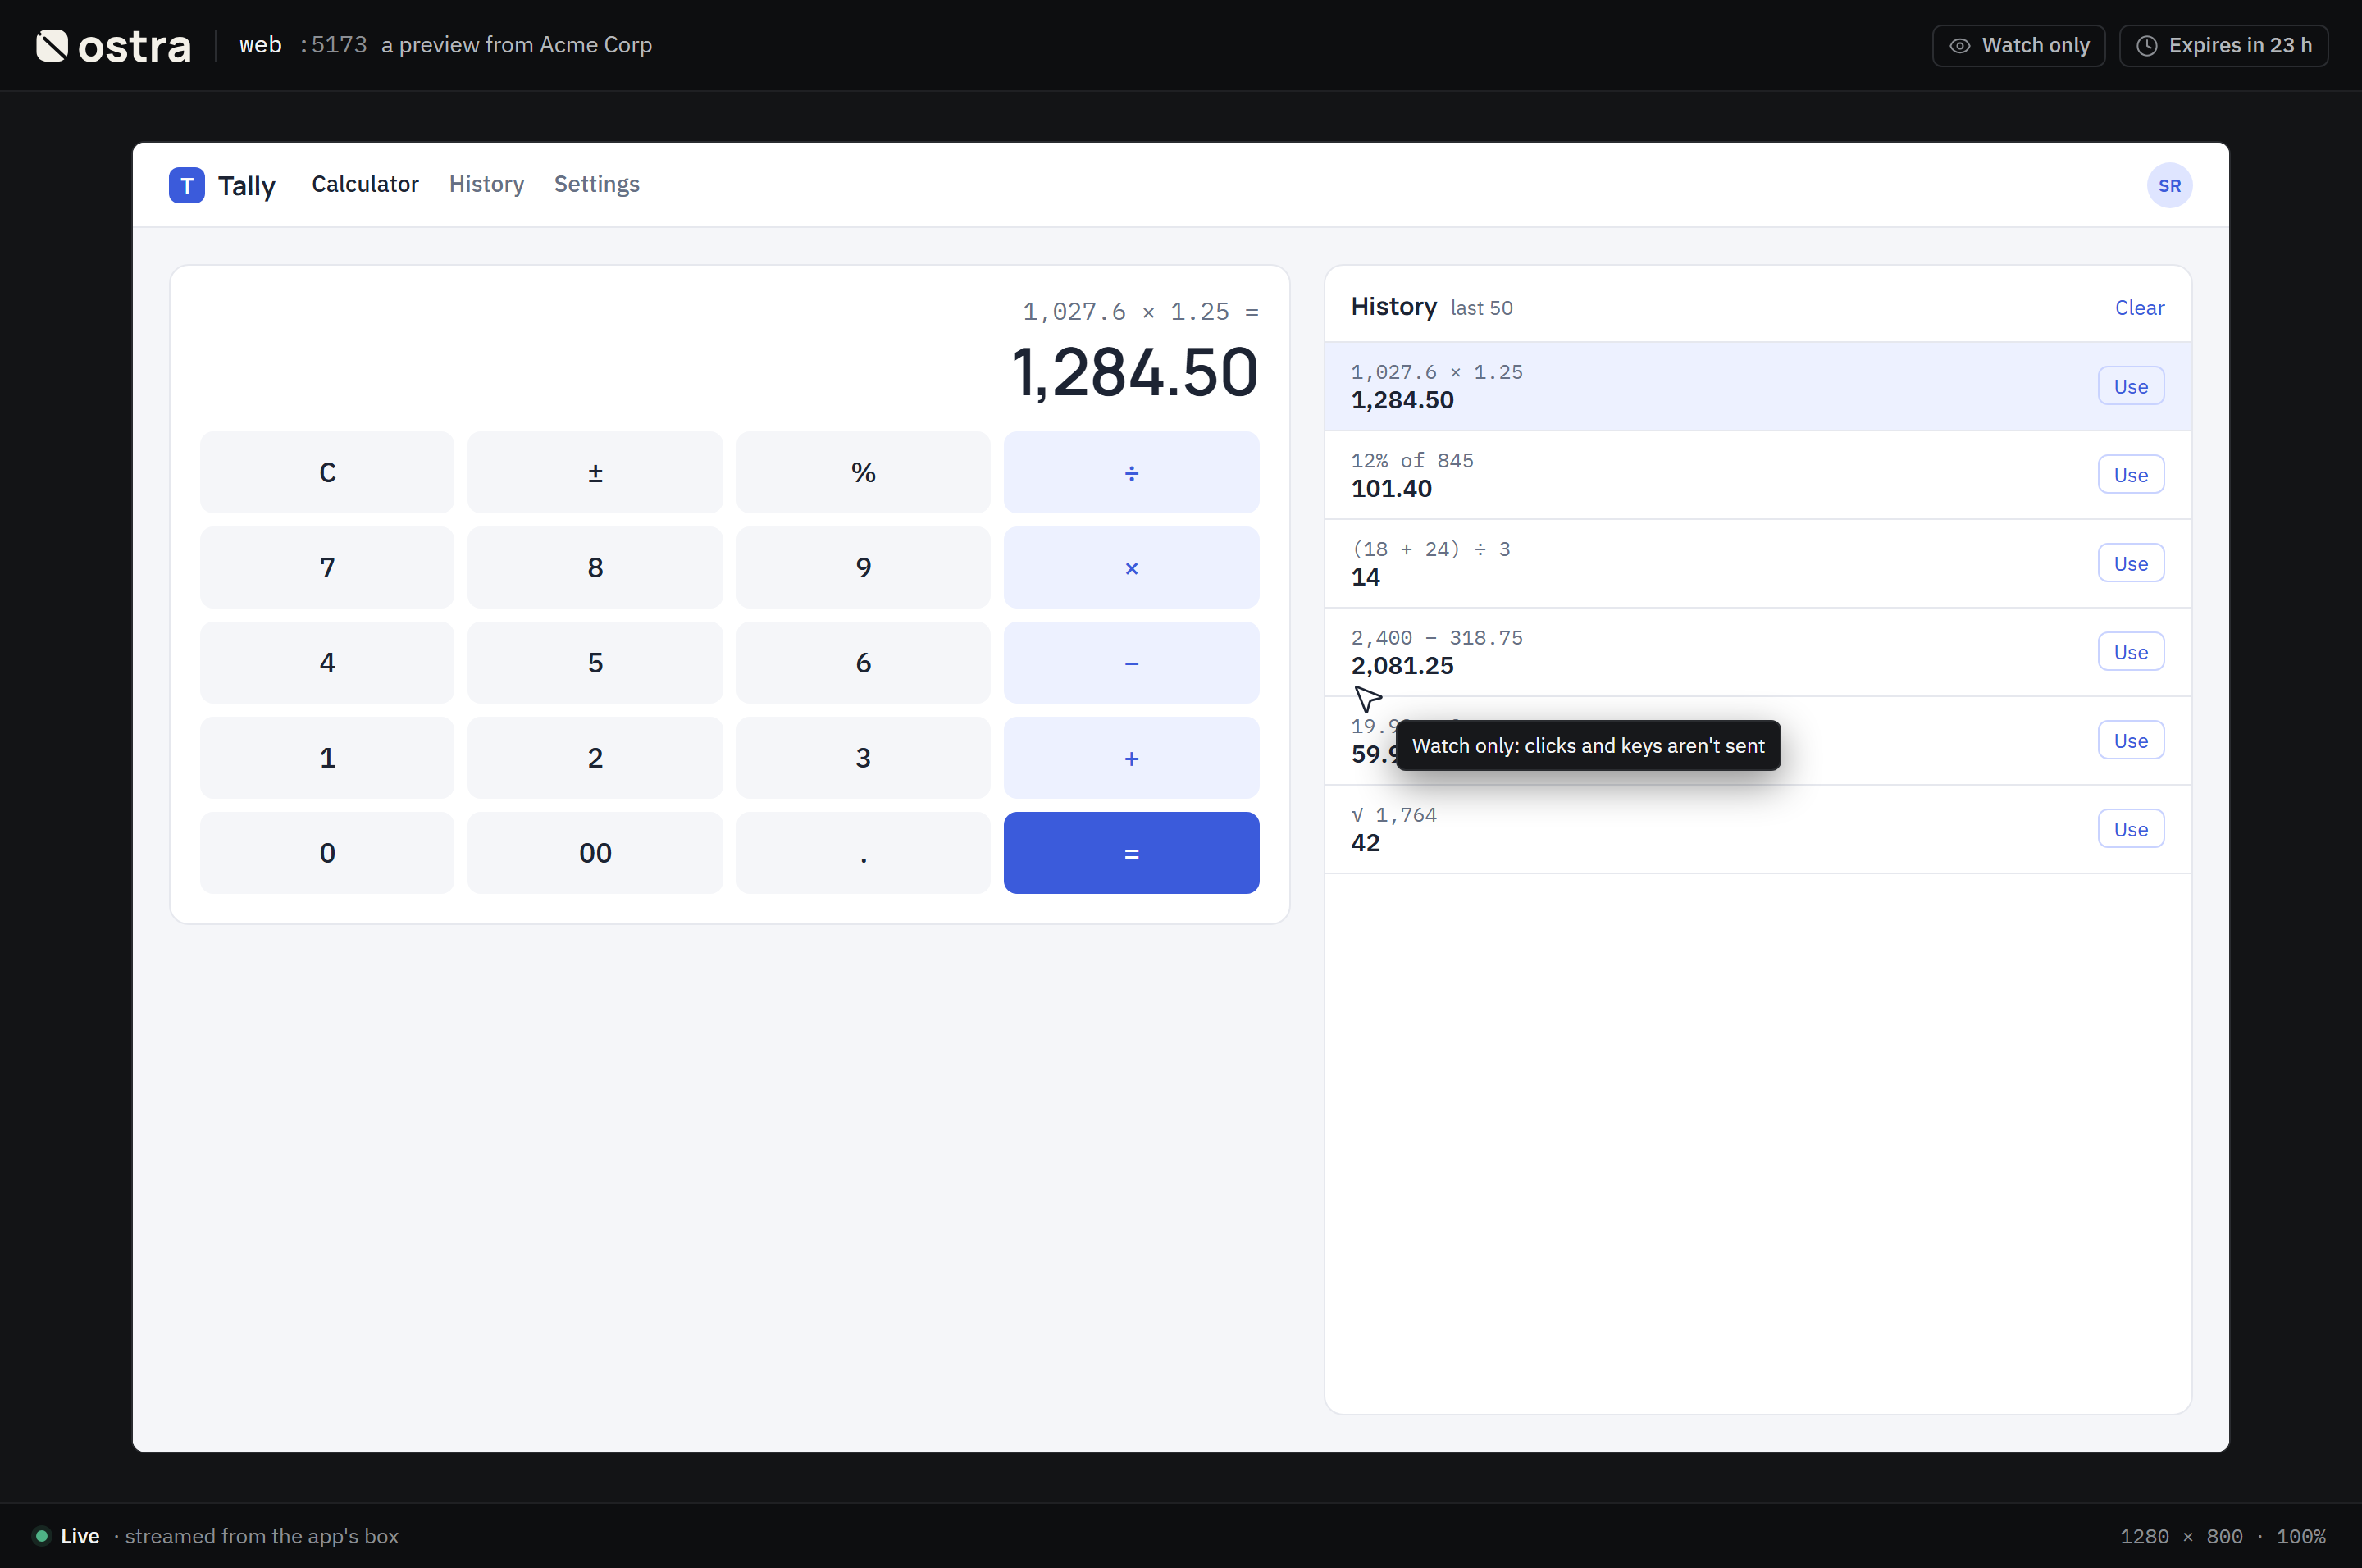 ostra
web :5173 a preview from Acme Corp
Watch only
Expires in 23 h
T Tally
Calculator
History
Settings
SR
1,027.6 × 1.25 =
1,284.50
C ± % ÷
7 8 9 ×
4 5 6 −
1 2 3 +
0 00 . =
History last 50
Clear
1,027.6 × 1.25
1,284.50
Use
12% of 845
101.40
Use
(18 + 24) ÷ 3
14
Use
2,400 − 318.75
2,081.25
Use
Watch only: clicks and keys aren't sent
Use
√ 1,764
42
Use
Live · streamed from the app's box
1280 × 800 · 100%